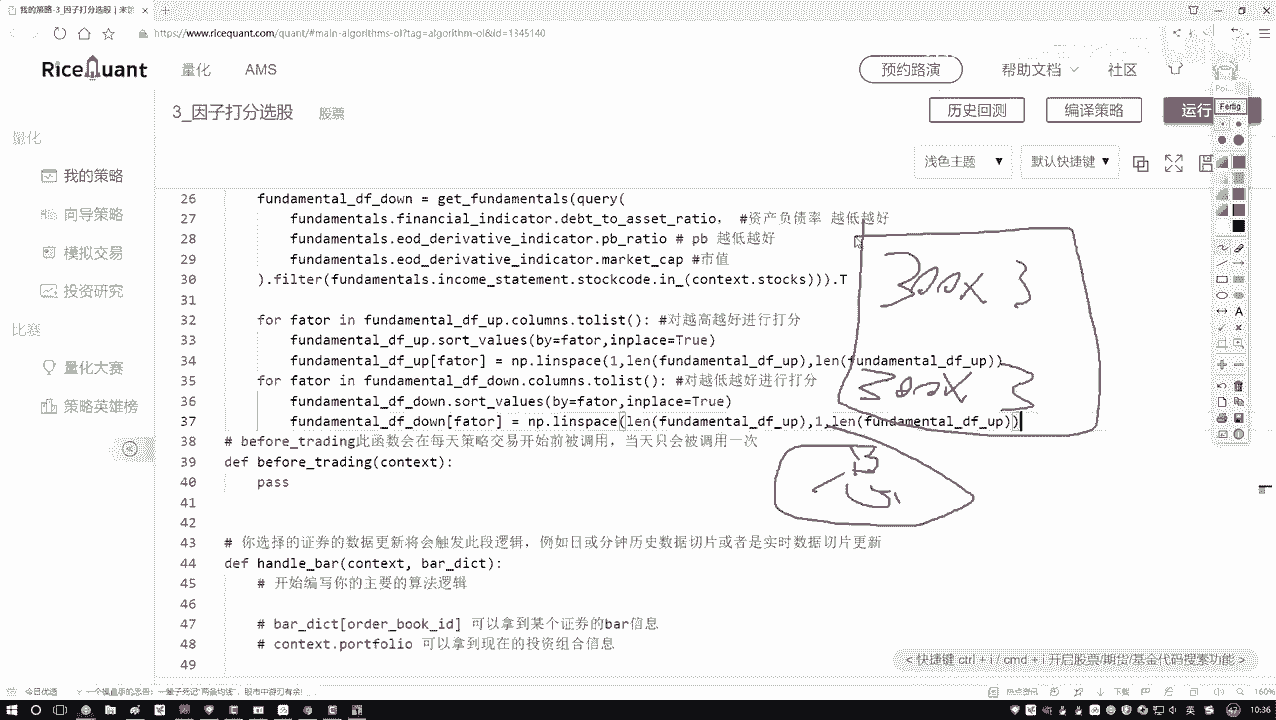 我的策略-3_因子打分选股 | 米筐
https://www.ricequant.com/quant/#main-algorithms-ol?tag=algorithm-ol&id=1345140
RiceQuant
量化 AMS 预约路演 帮助文档 社区
3_因子打分选股 股票 历史回测 编译策略 运行
Fertig
浅色主题 ▼ 默认快捷键 ▼
量化
我的策略
向导策略
模拟交易
投资研究
比赛
量化大赛
策略英雄榜
26 fundamental_df_down = get_fundamentals(query(
27 fundamentals.financial_indicator.debt_to_asset_ratio， #资产负债率 越低越好
28 fundamentals.eod_derivative_indicator.pb_ratio # pb 越低越好
29 fundamentals.eod_derivative_indicator.market_cap #市值
30 ).filter(fundamentals.income_statement.stockcode.in_(context.stocks))).T
31
32 for fator in fundamental_df_up.columns.tolist(): #对越高越好进行打分
33 fundamental_df_up.sort_values(by=fator,inplace=True)
34 fundamental_df_up[fator] = np.linspace(1,len(fundamental_df_up),len(fundamental_df_up))
35 for fator in fundamental_df_down.columns.tolist(): #对越低越好进行打分
36 fundamental_df_down.sort_values(by=fator,inplace=True)
37 fundamental_df_down[fator] = np.linspace(len(fundamental_df_up),1,len(fundamental_df_up))
38 # before_trading此函数会在每天策略交易开始前被调用，当天只会被调用一次
39 def before_trading(context):
40 pass
41
42
43 # 你选择的证券的数据更新将会触发此段逻辑，例如日或分钟历史数据切片或者是实时数据切片更新
44 def handle_bar(context, bar_dict):
45 # 开始编写你的主要的算法逻辑
46
47 # bar_dict[order_book_id] 可以拿到某个证券的bar信息
48 # context.portfolio 可以拿到现在的投资组合信息
49
300x 3
300x 3
< 快捷键 ctrl + i / cmd + i 开启股票/期货/基金代码搜索功能 >
今日优选
热点资讯 下载 160%
英 10:36